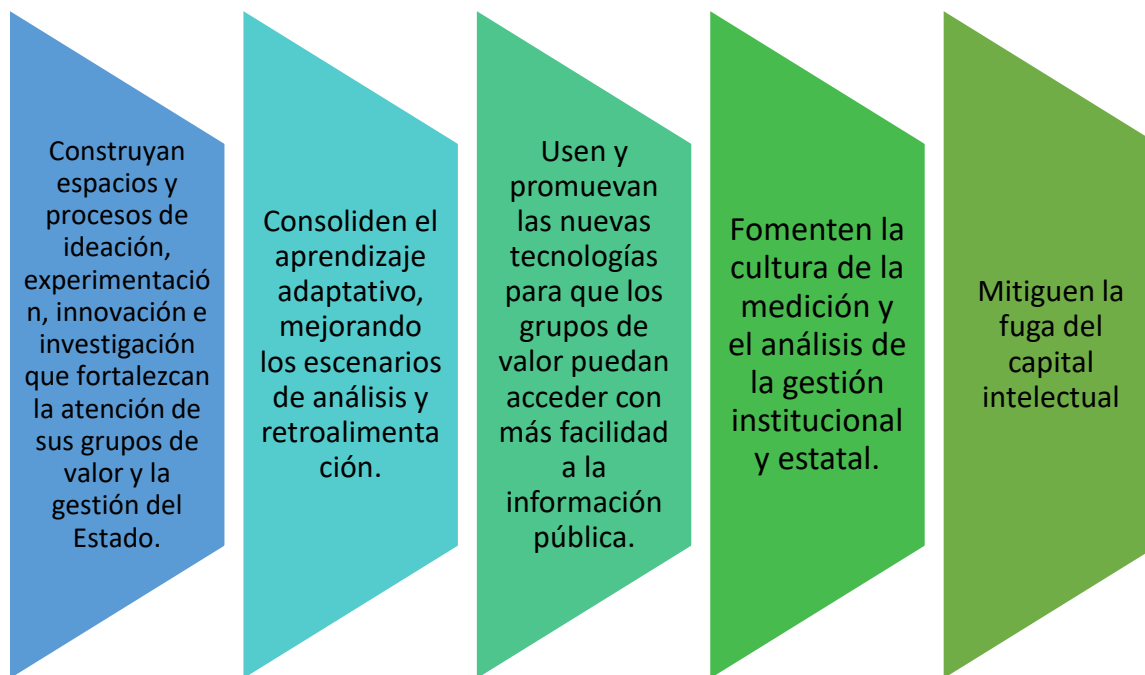 Construyan
espacios y
procesos de
ideación,
experimentació
n, innovación e
investigación
que fortalezcan
la atención de
sus grupos de
valor y la
gestión del
Estado.
Consoliden el
aprendizaje
adaptativo,
mejorando
los escenarios
de análisis y
retroalimenta
ción.
Usen y
promuevan
las nuevas
tecnologías
para que los
grupos de
valor puedan
acceder con
más facilidad
a la
información
pública.
Fomenten la
cultura de la
medición y
el análisis de
la gestión
institucional
y estatal.
Mitiguen la
fuga del
capital
intelectual